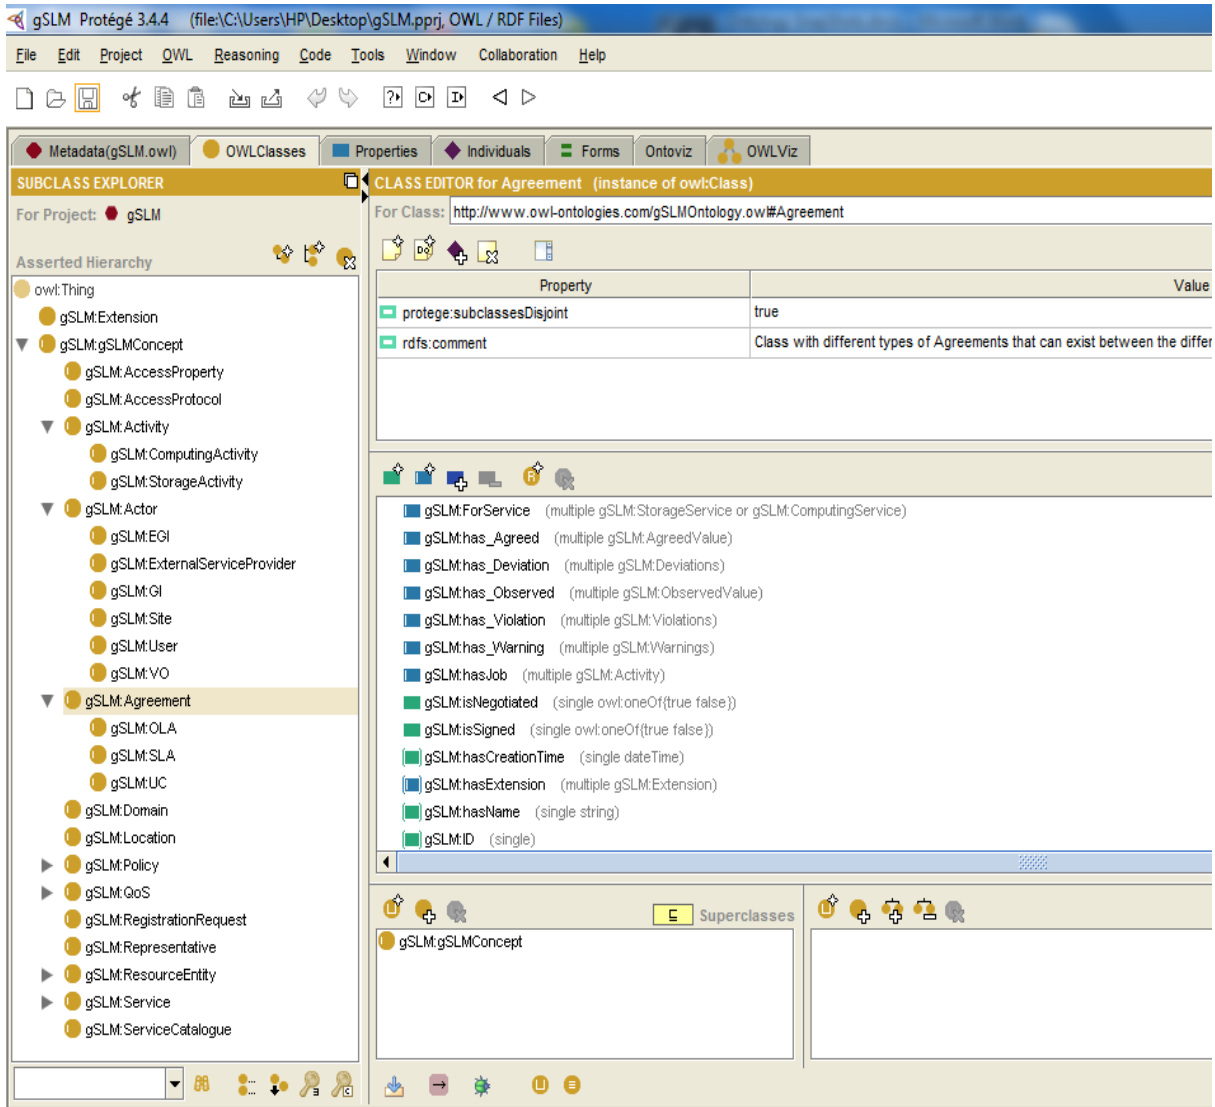 gSLM Protégé 3.4.4 (file:\C:\Users\HP\Desktop\gSLM.pprj, OWL / RDF Files)
File Edit Project OWL Reasoning Code Tools Window Collaboration Help
Metadata(gSLM.owl) OWLClasses Properties Individuals Forms Ontoviz OWLViz
SUBCLASS EXPLORER
For Project: gSLM
Asserted Hierarchy
owl:Thing
gSLM:Extension
gSLM:gSLMConcept
gSLM:AccessProperty
gSLM:AccessProtocol
gSLM:Activity
gSLM:ComputingActivity
gSLM:StorageActivity
gSLM:Actor
gSLM:EGI
gSLM:ExternalServiceProvider
gSLM:GI
gSLM:Site
gSLM:User
gSLM:VO
gSLM:Agreement
gSLM:OLA
gSLM:SLA
gSLM:UC
gSLM:Domain
gSLM:Location
gSLM:Policy
gSLM:QoS
gSLM:RegistrationRequest
gSLM:Representative
gSLM:ResourceEntity
gSLM:Service
gSLM:ServiceCatalogue
CLASS EDITOR for Agreement (instance of owl:Class)
For Class: http://www.owl-ontologies.com/gSLMOntology.owl#Agreement
Property Value
protege:subclassesDisjoint true
rdfs:comment Class with different types of Agreements that can exist between the differ
gSLM:ForService (multiple gSLM:StorageService or gSLM:ComputingService)
gSLM:has_Agreed (multiple gSLM:AgreedValue)
gSLM:has_Deviation (multiple gSLM:Deviations)
gSLM:has_Observed (multiple gSLM:ObservedValue)
gSLM:has_Violation (multiple gSLM:Violations)
gSLM:has_Warning (multiple gSLM:Warnings)
gSLM:hasJob (multiple gSLM:Activity)
gSLM:isNegotiated (single owl:oneOf{true false})
gSLM:isSigned (single owl:oneOf{true false})
gSLM:hasCreationTime (single dateTime)
gSLM:hasExtension (multiple gSLM:Extension)
gSLM:hasName (single string)
gSLM:ID (single)
Superclasses
gSLM:gSLMConcept